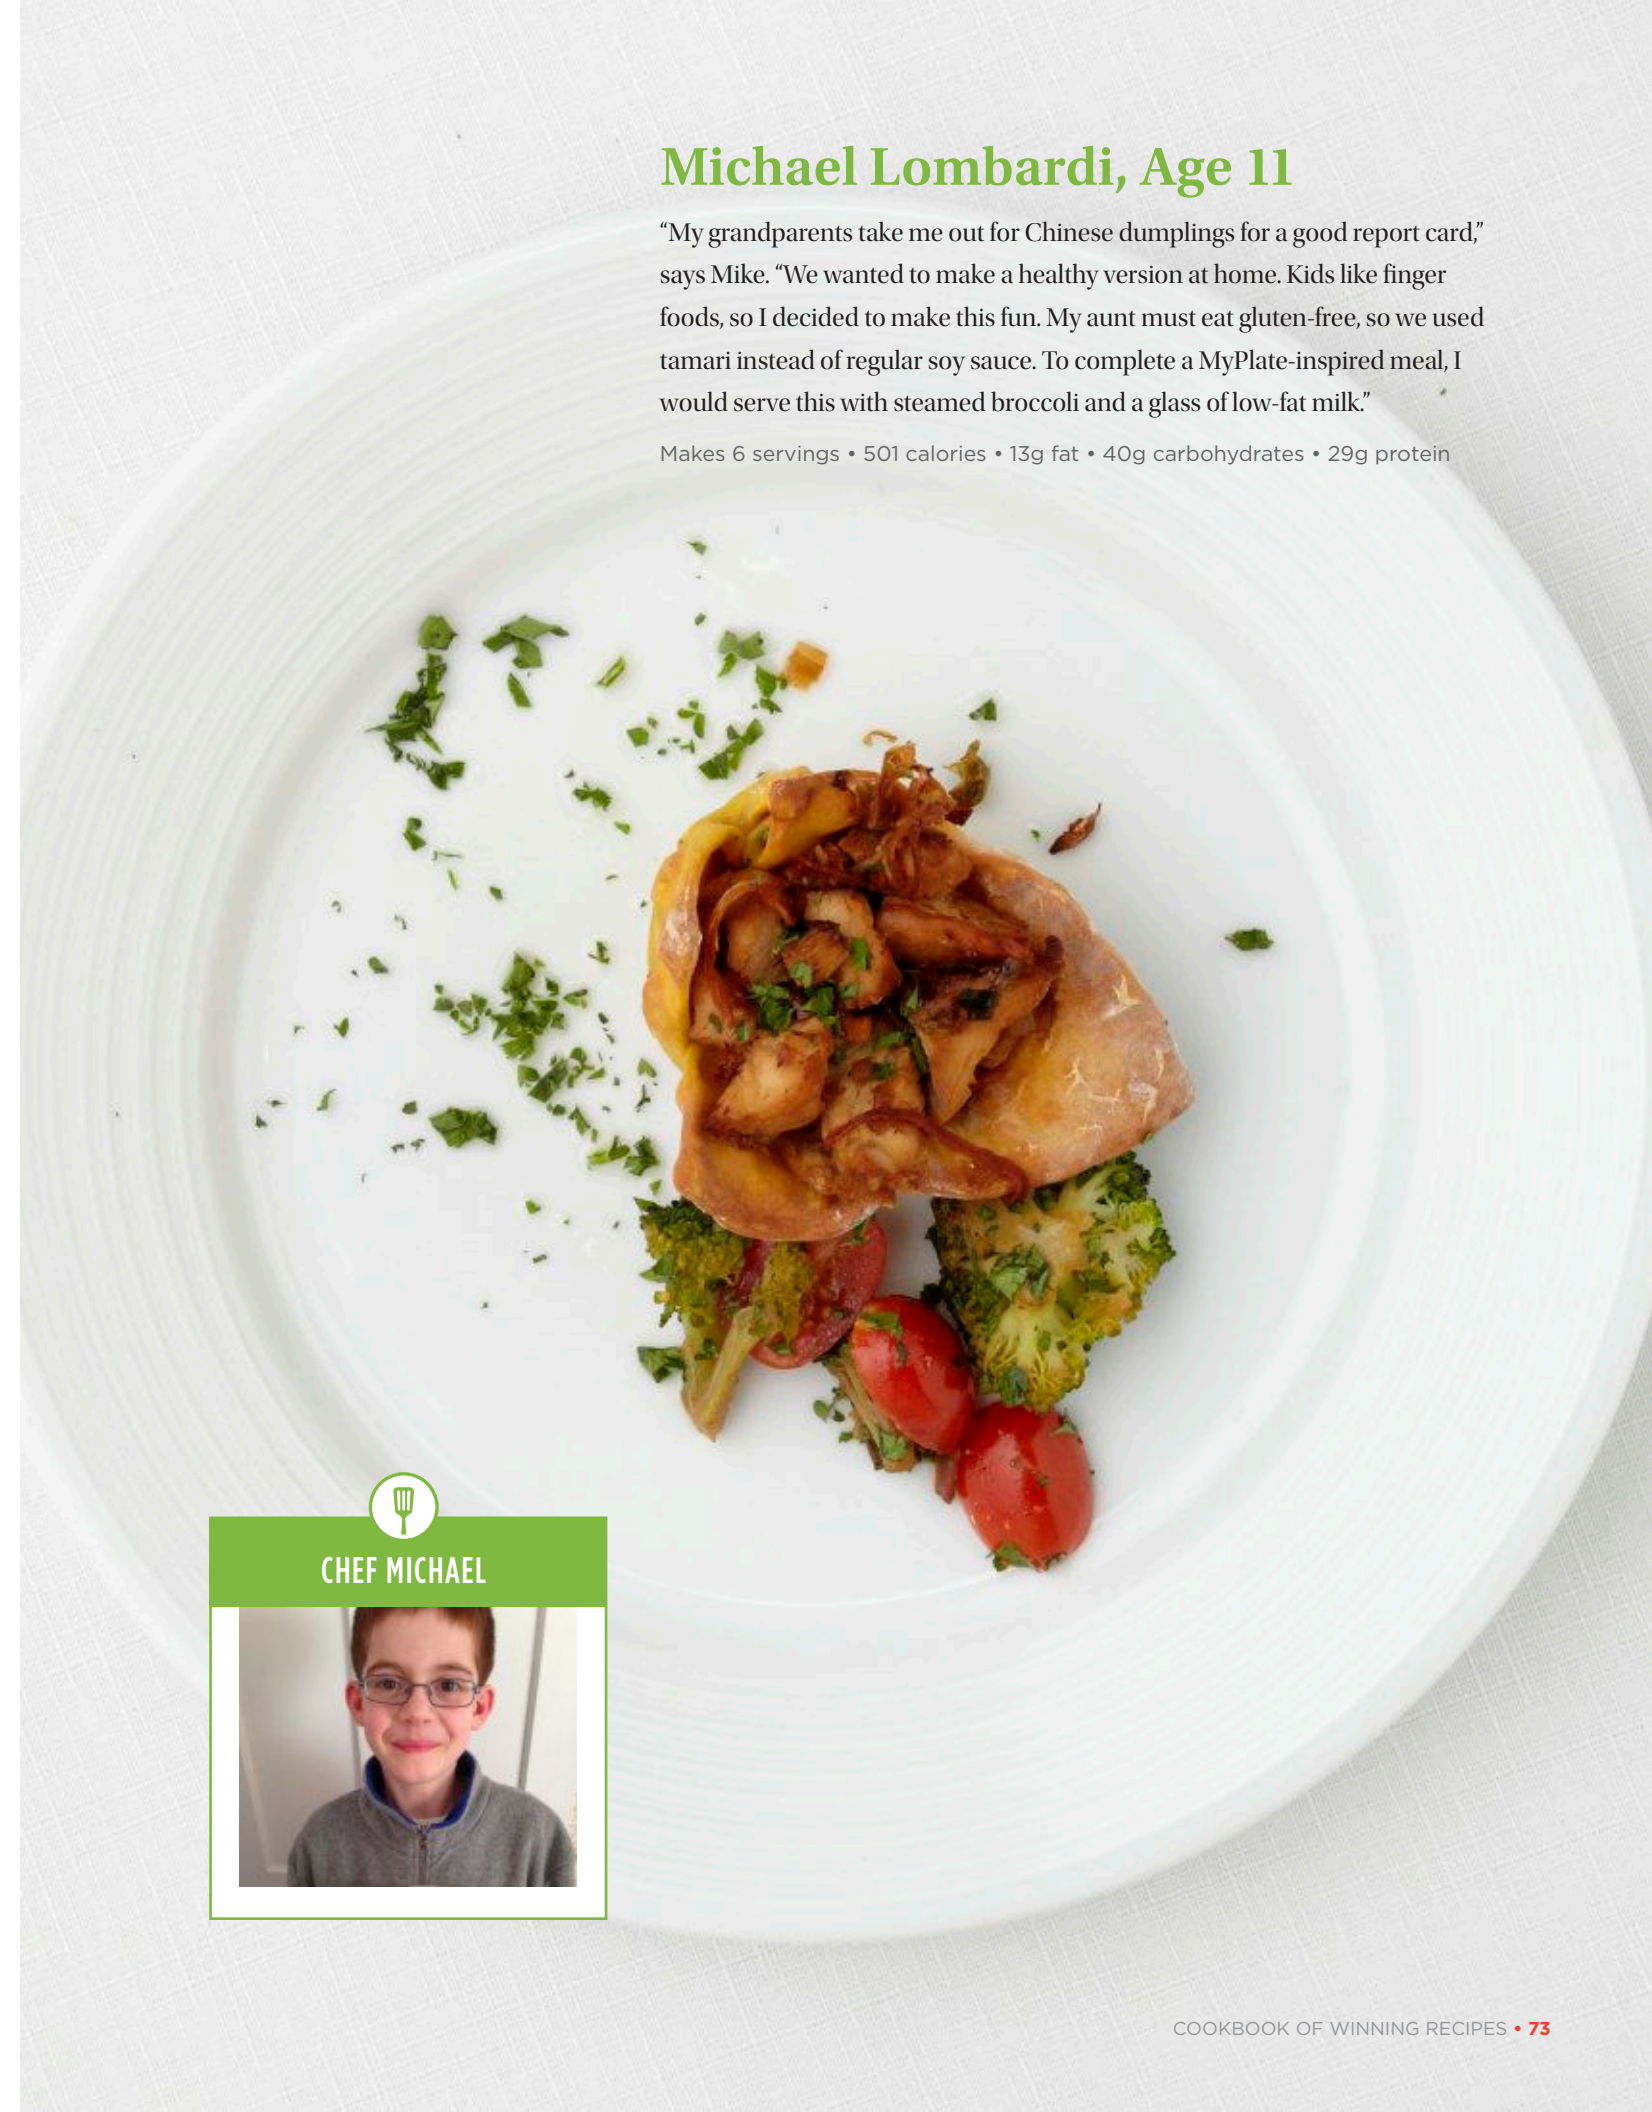 Michael Lombardi, Age 11
“My grandparents take me out for Chinese dumplings for a good report card,”
says Mike. “We wanted to make a healthy version at home. Kids like finger
foods, so I decided to make this fun. My aunt must eat gluten-free, so we used
tamari instead of regular soy sauce. To complete a MyPlate-inspired meal, I
would serve this with steamed broccoli and a glass of low-fat milk.”
Makes 6 servings • 501 calories • 13g fat • 40g carbohydrates • 29g protein
CHEF MICHAEL
COOKBOOK OF WINNING RECIPES • 73